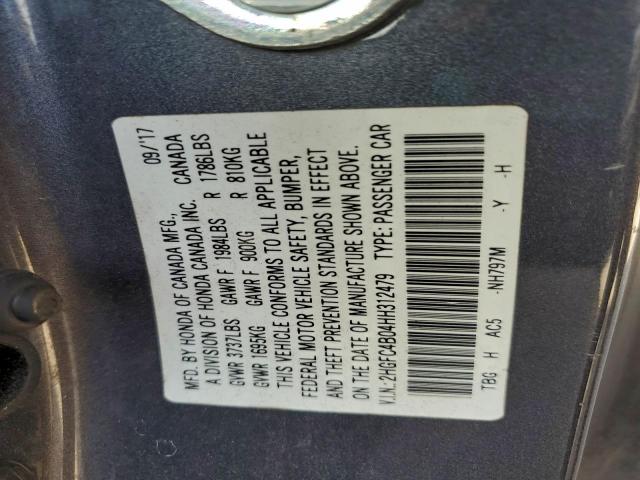 MFD. BY HONDA OF CANADA MFG., 09/'17
A DIVISION OF HONDA CANADA INC. CANADA
GVWR 3737LBS GAWR F 1984LBS R 1786LBS
GVWR 1695KG GAWR F 900KG R 810KG
THIS VEHICLE CONFORMS TO ALL APPLICABLE
FEDERAL MOTOR VEHICLE SAFETY, BUMPER,
AND THEFT PREVENTION STANDARDS IN EFFECT
ON THE DATE OF MANUFACTURE SHOWN ABOVE.
V.I.N.:2HGFC4B04HH312479 TYPE:PASSENGER CAR
TBG H AC5 -NH797M -Y -H